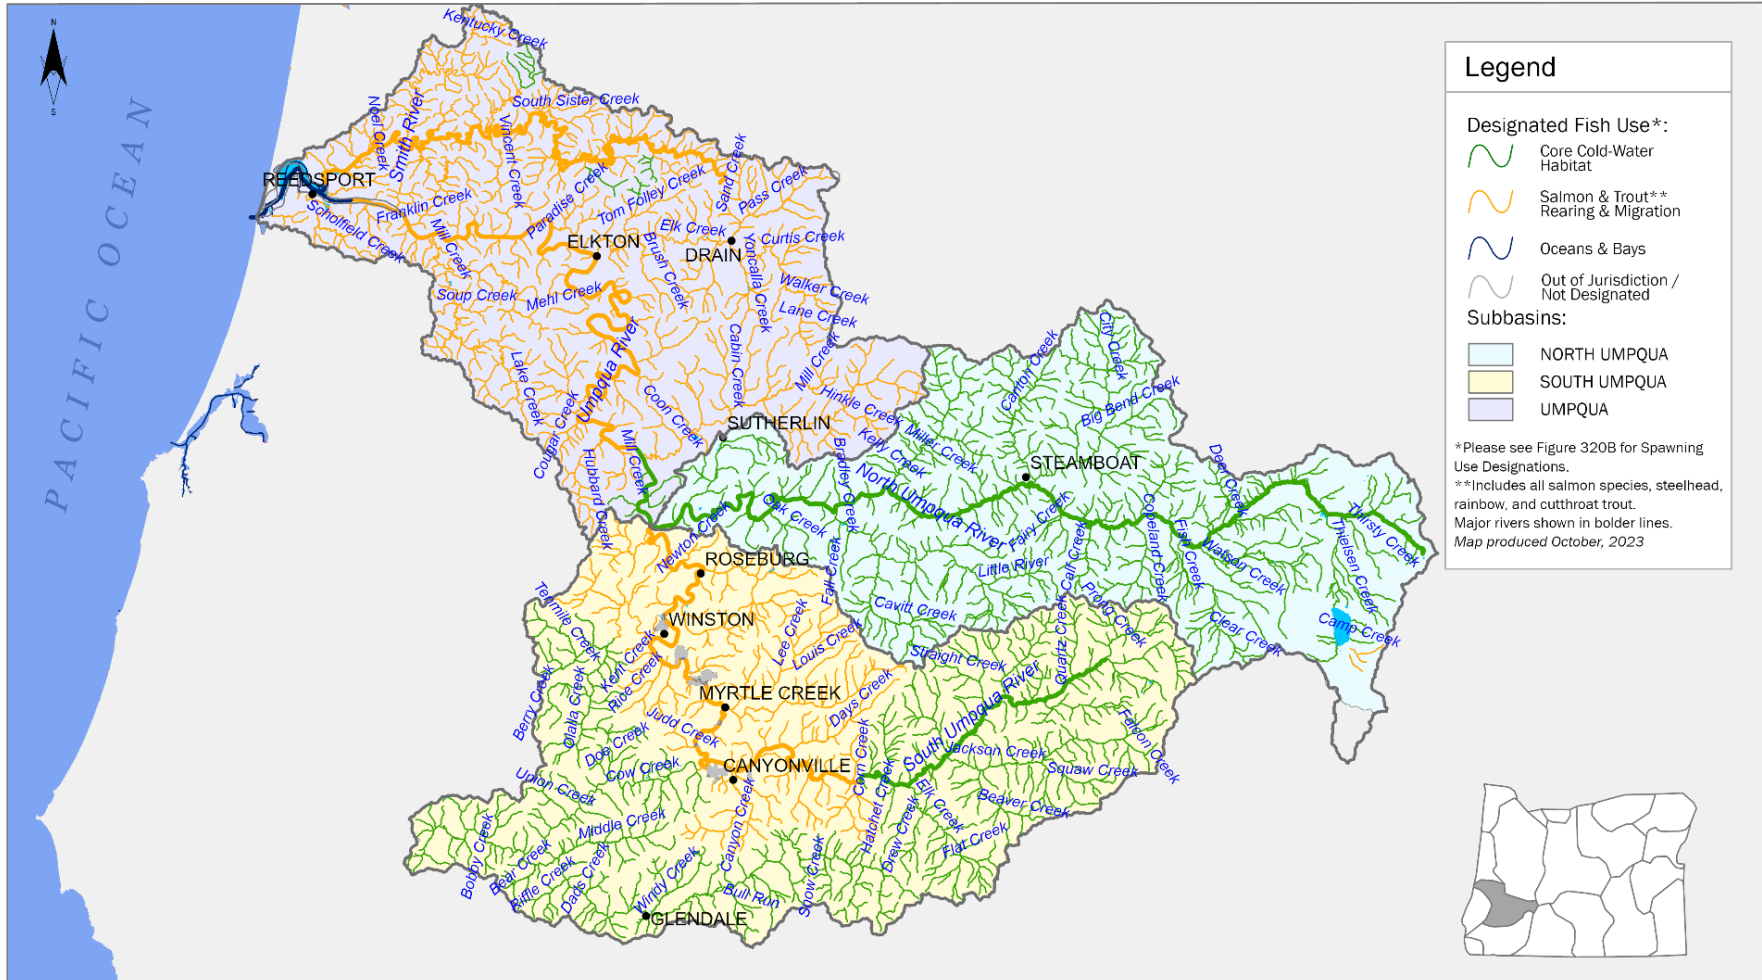 N
S
PACIFIC OCEAN
Kentucky Creek
South Sister Creek
Noel Creek
Smith River
Vincent Creek
REEDSPORT
Scholfield Creek
Franklin Creek
Mill Creek
Paradise Creek
Tom Folley Creek
Sand Creek
Pass Creek
Elk Creek
Curtis Creek
ELKTON
DRAIN
Brush Creek
Yoncalla Creek
Walker Creek
Lane Creek
Soup Creek
Mehl Creek
Umpqua River
Lake Creek
Cabin Creek
Mill Creek
Coon Creek
Cougar Creek
Hinkle Creek
Hubbard Creek
Mill Creek
SUTHERLIN
Bradley Creek
Kelly Creek
Miller Creek
Canton Creek
City Creek
Big Bend Creek
STEAMBOAT
North Umpqua River
Oak Creek
Newton Creek
Fairy Creek
Deer Creek
Copeland Creek
Fish Creek
Watson Creek
Thirsty Creek
Thielsen Creek
Camp Creek
Clear Creek
Little River
Calf Creek
Cavitt Creek
Fall Creek
Prong Creek
Quartz Creek
ROSEBURG
WINSTON
Tenmile Creek
Kent Creek
Rice Creek
Lee Creek
Louis Creek
Straight Creek
Berry Creek
Olalla Creek
MYRTLE CREEK
Judd Creek
Days Creek
South Umpqua River
Doe Creek
Cow Creek
CANYONVILLE
Corn Creek
Jackson Creek
Falcon Creek
Squaw Creek
Union Creek
Middle Creek
Canyon Creek
Hatchet Creek
Elk Creek
Beaver Creek
Drew Creek
Flat Creek
Bobby Creek
Bear Creek
Riffle Creek
Dads Creek
Windy Creek
Bull Run
Snow Creek
GLENDALE
Legend
Designated Fish Use*:
Core Cold-Water
Habitat
Salmon & Trout**
Rearing & Migration
Oceans & Bays
Out of Jurisdiction /
Not Designated
Subbasins:
NORTH UMPQUA
SOUTH UMPQUA
UMPQUA
*Please see Figure 320B for Spawning
Use Designations.
**Includes all salmon species, steelhead,
rainbow, and cutthroat trout.
Major rivers shown in bolder lines.
Map produced October, 2023